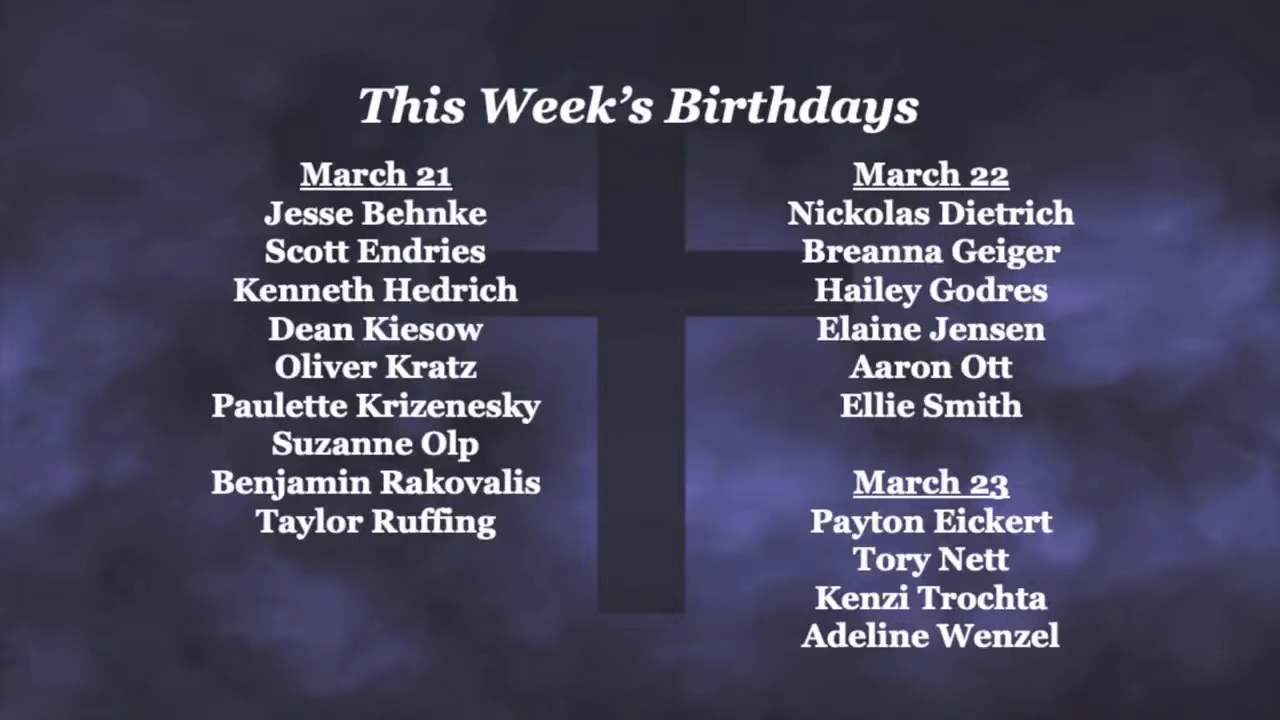 This Week's Birthdays
March 21
Jesse Behnke
Scott Endries
Kenneth Hedrich
Dean Kiesow
Oliver Kratz
Paulette Krizenesky
Suzanne Olp
Benjamin Rakovalis
Taylor Ruffing
March 22
Nickolas Dietrich
Breanna Geiger
Hailey Godres
Elaine Jensen
Aaron Ott
Ellie Smith
March 23
Payton Eickert
Tory Nett
Kenzi Trochta
Adeline Wenzel